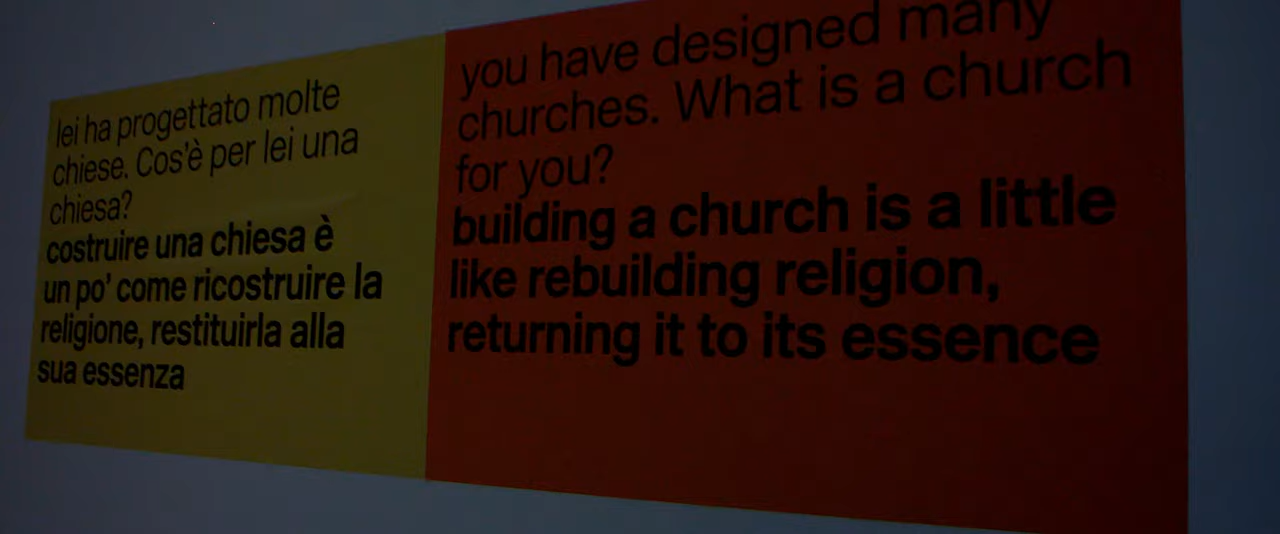 lei ha progettato molte
chiese. Cos'è per lei una
chiesa?
costruire una chiesa è
un po' come ricostruire la
religione, restituirla alla
sua essenza
you have designed many
churches. What is a church
for you?
building a church is a little
like rebuilding religion,
returning it to its essence